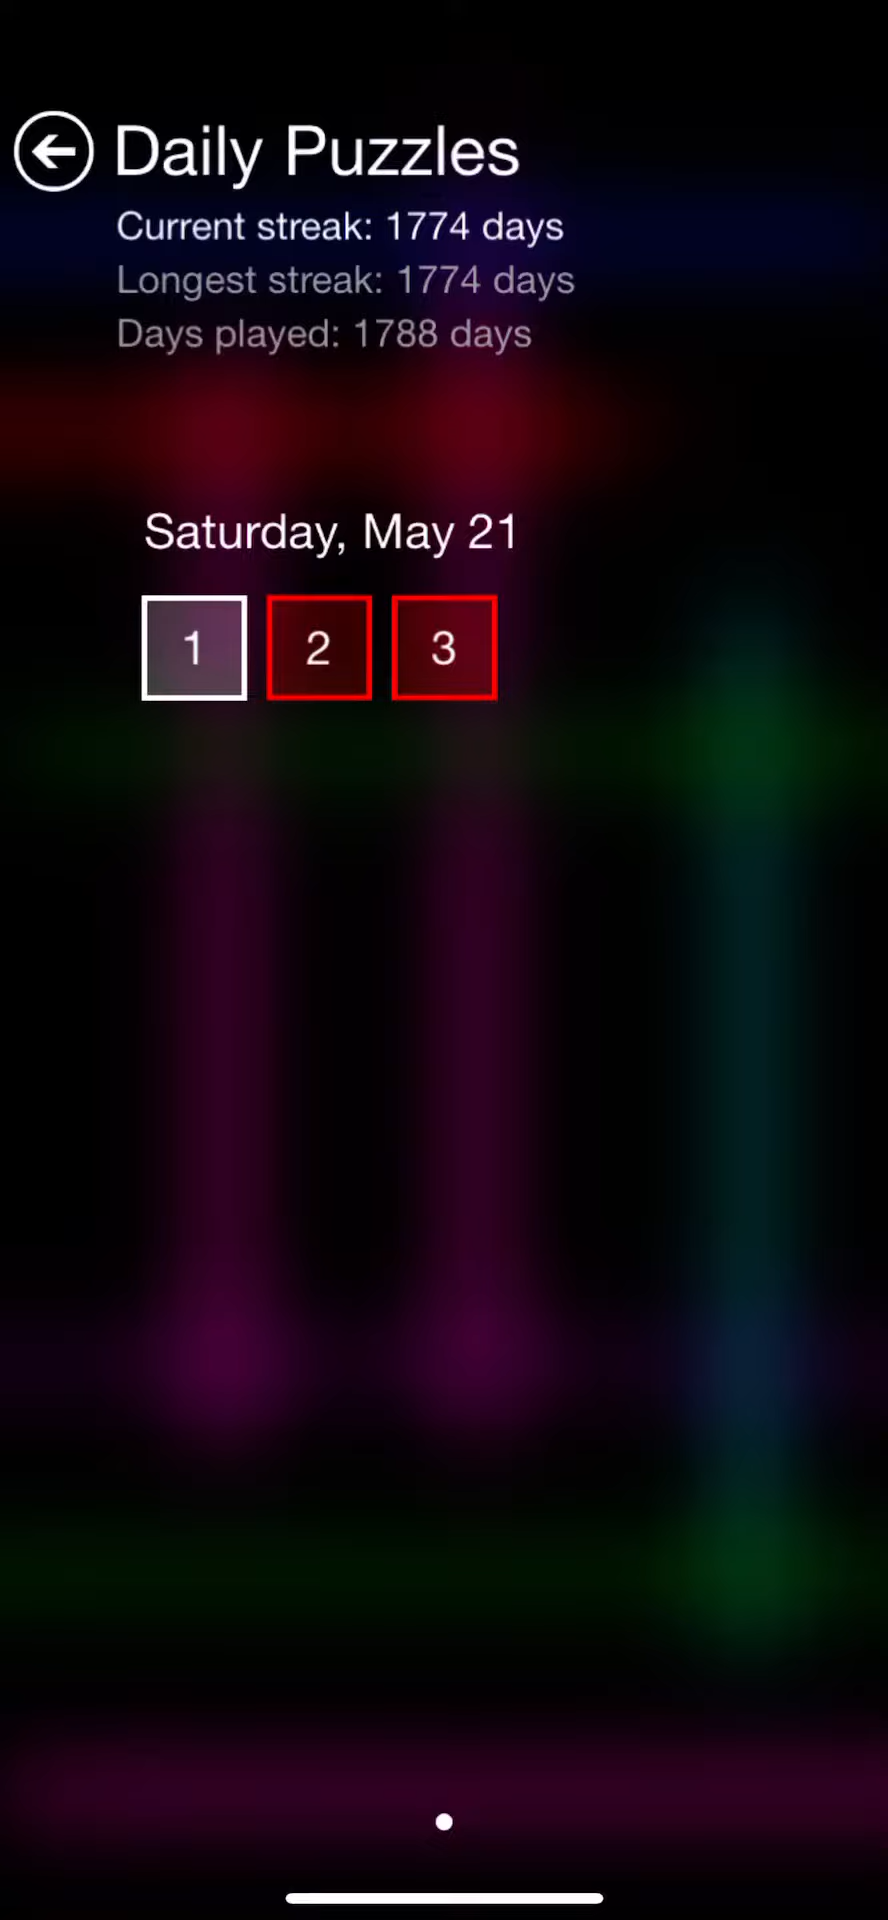 Daily Puzzles
Current streak: 1774 days
Longest streak: 1774 days
Days played: 1788 days
Saturday, May 21
1 2 3